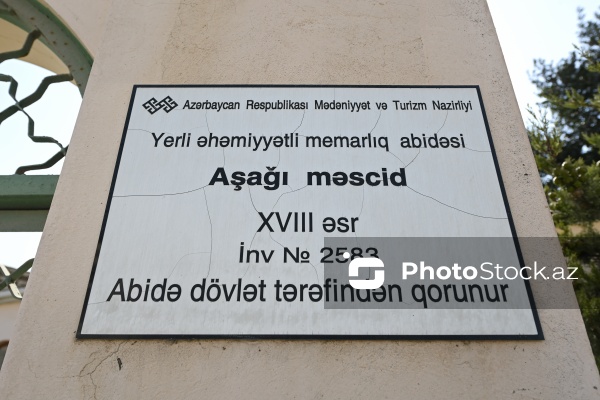 Azərbaycan Respublikası Mədəniyyət və Turizm Nazirliyi
Yerli əhəmiyyətli memarlıq abidəsi
Aşağı məscid
XVIII əsr
İnv № 2583
PhotoStock.az
Abidə dövlət tərəfindən qorunur